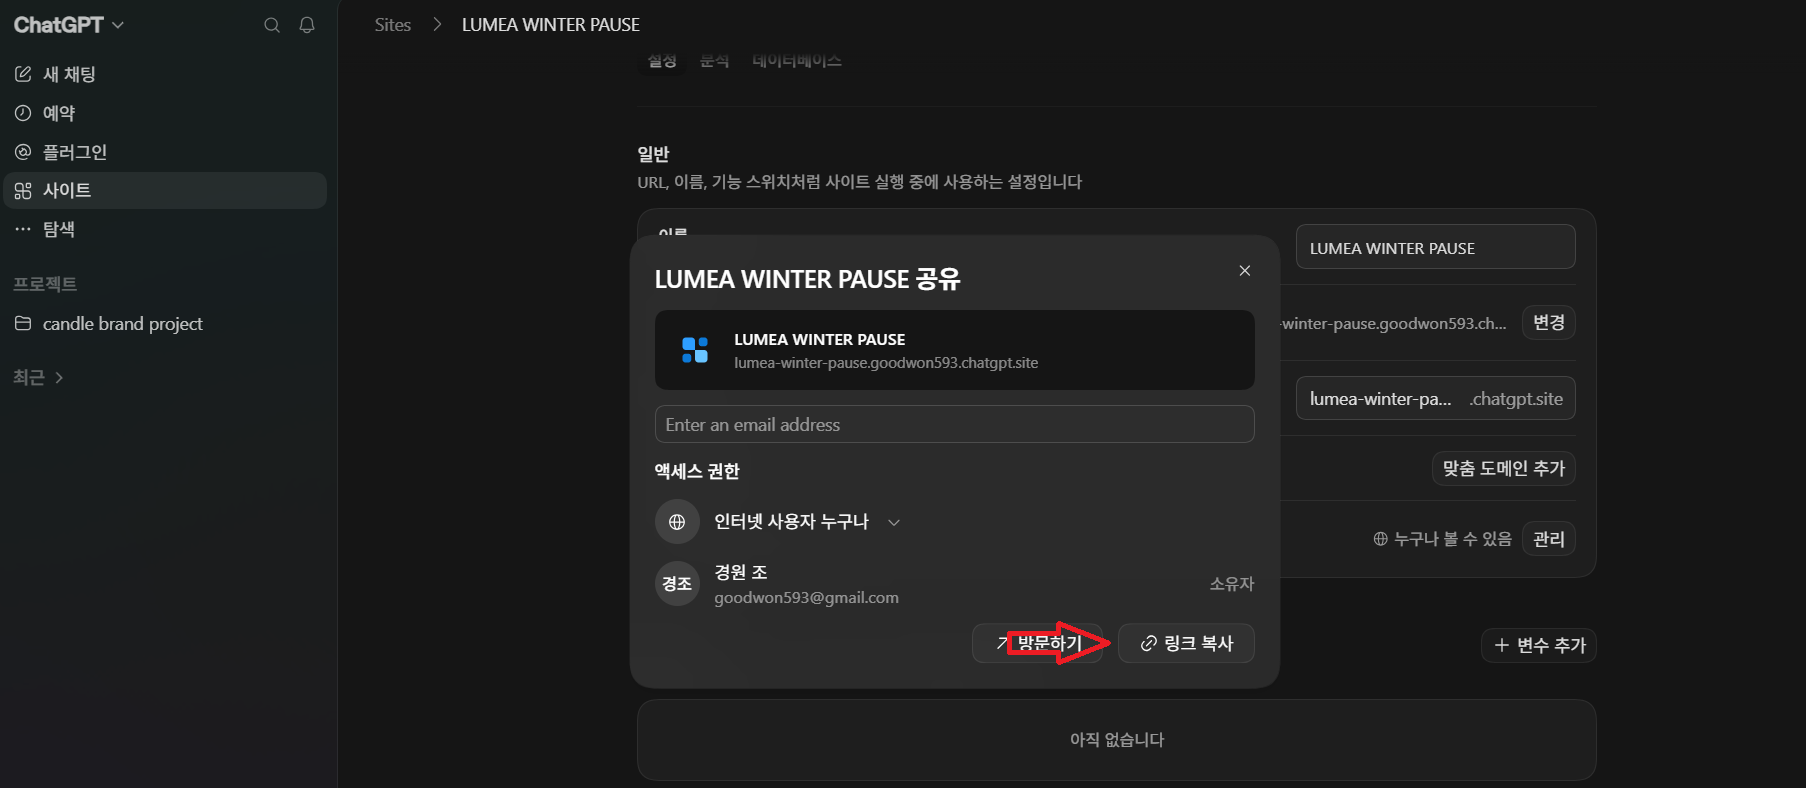 ChatGPT
새 채팅
예약
플러그인
사이트
탐색
프로젝트
candle brand project
최근
Sites > LUMEA WINTER PAUSE
설정 분석 데이터베이스
일반
URL, 이름, 기능 스위치처럼 사이트 실행 중에 사용하는 설정입니다
이름
LUMEA WINTER PAUSE
-winter-pause.goodwon593.ch...
변경
lumea-winter-pa... .chatgpt.site
맞춤 도메인 추가
누구나 볼 수 있음
관리
LUMEA WINTER PAUSE 공유
LUMEA WINTER PAUSE
lumea-winter-pause.goodwon593.chatgpt.site
Enter an email address
액세스 권한
인터넷 사용자 누구나
경조
경원 조
goodwon593@gmail.com
소유자
방문하기
링크 복사
+ 변수 추가
아직 없습니다